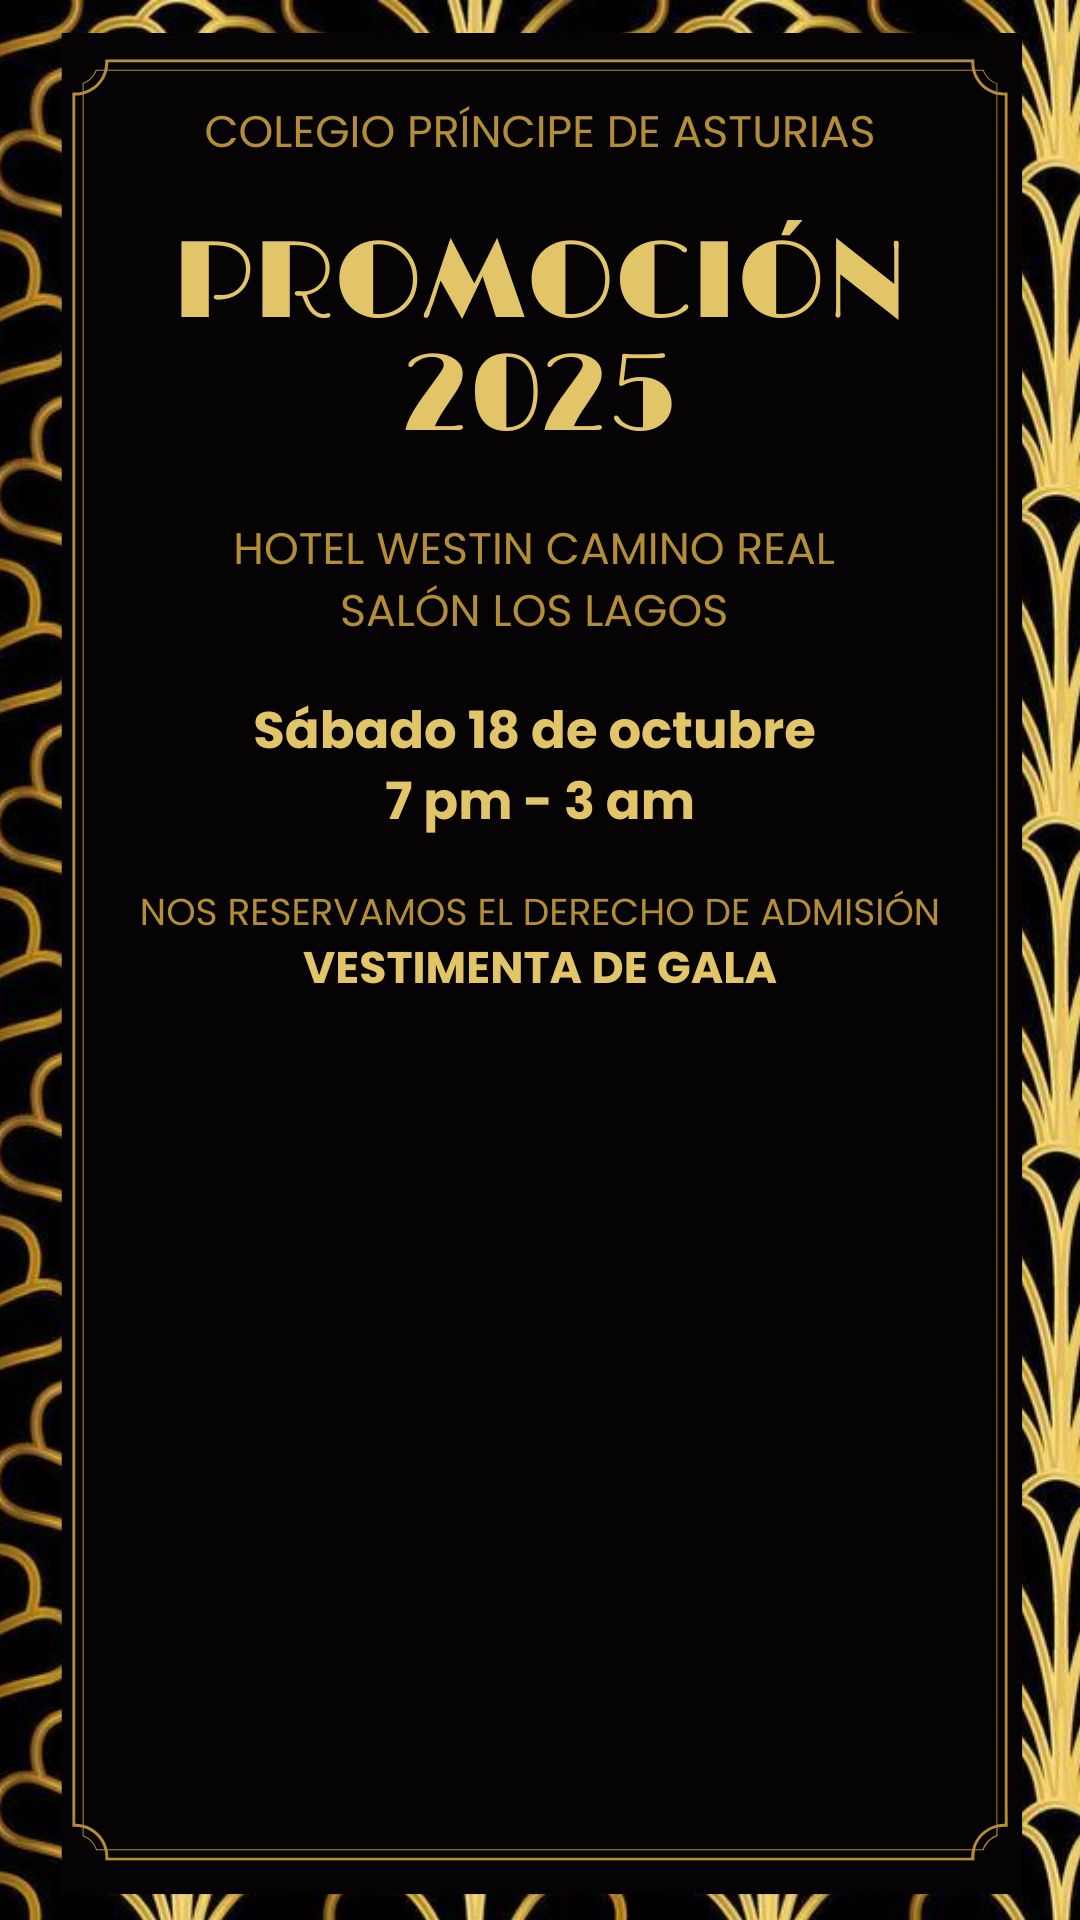 COLEGIO PRÍNCIPE DE ASTURIAS
PROMOCIÓN
2025
HOTEL WESTIN CAMINO REAL
SALÓN LOS LAGOS
Sábado 18 de octubre
7 pm - 3 am
NOS RESERVAMOS EL DERECHO DE ADMISIÓN
VESTIMENTA DE GALA